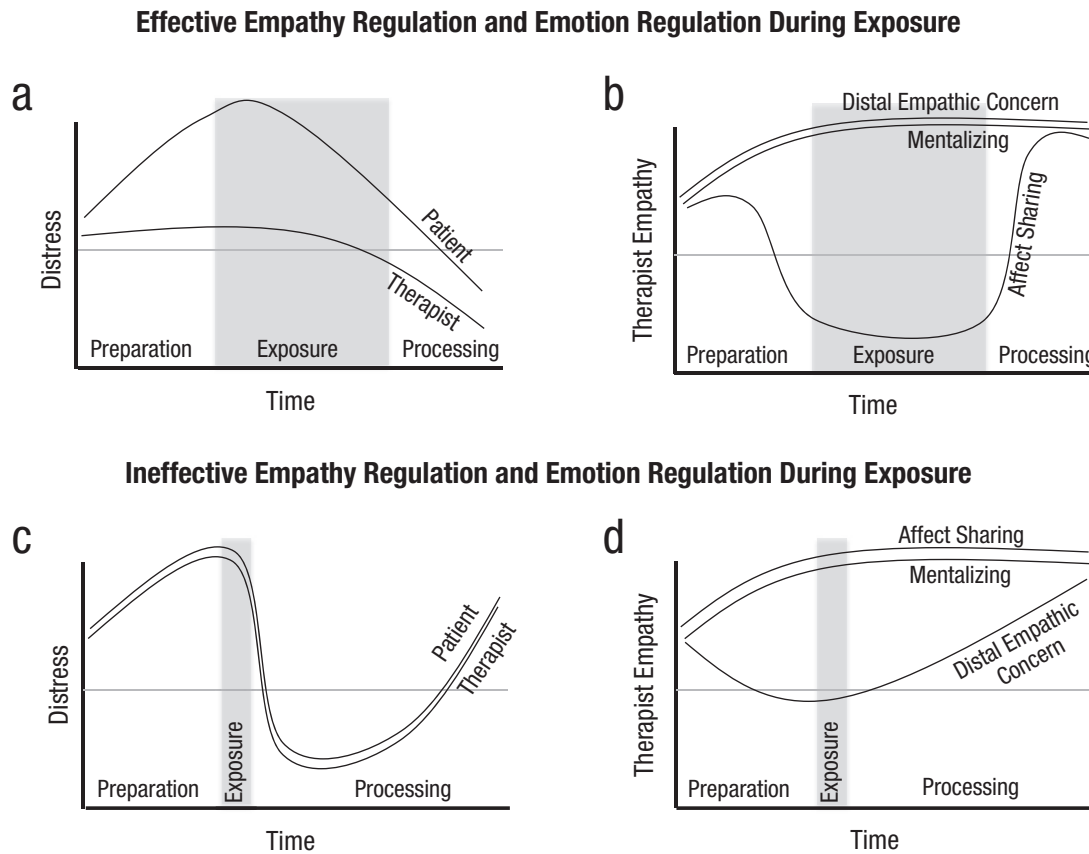 Effective Empathy Regulation and Emotion Regulation During Exposure
a
Distress
Patient
Therapist
Preparation
Exposure
Processing
Time
b
Therapist Empathy
Distal Empathic Concern
Mentalizing
Affect Sharing
Preparation
Exposure
Processing
Time
Ineffective Empathy Regulation and Emotion Regulation During Exposure
c
Distress
Patient
Therapist
Preparation
Exposure
Processing
Time
d
Therapist Empathy
Affect Sharing
Mentalizing
Distal Empathic
Concern
Preparation
Exposure
Processing
Time